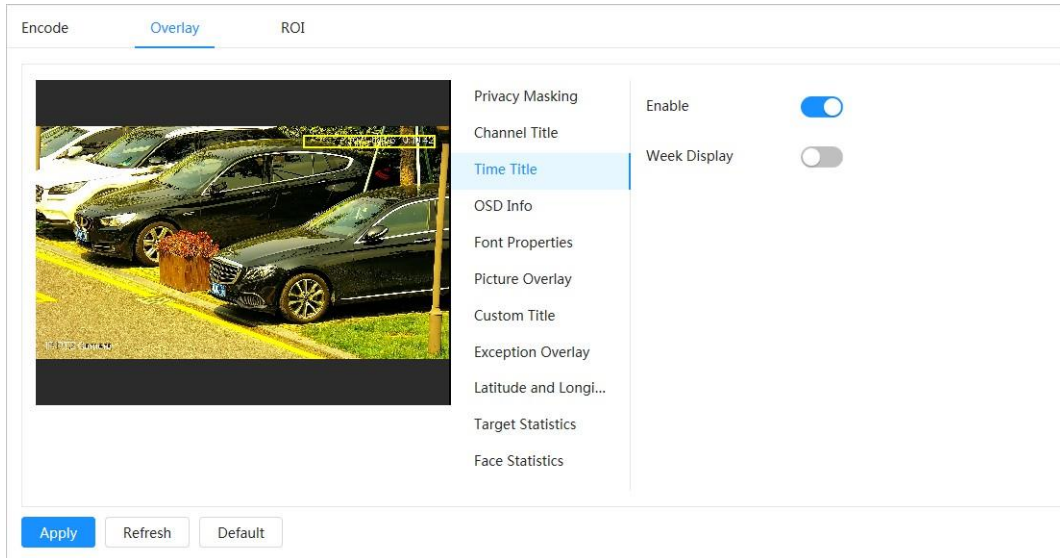 Encode Overlay ROI
Privacy Masking
Channel Title
Time Title
OSD Info
Font Properties
Picture Overlay
Custom Title
Exception Overlay
Latitude and Longi...
Target Statistics
Face Statistics
Enable
Week Display
Apply Refresh Default